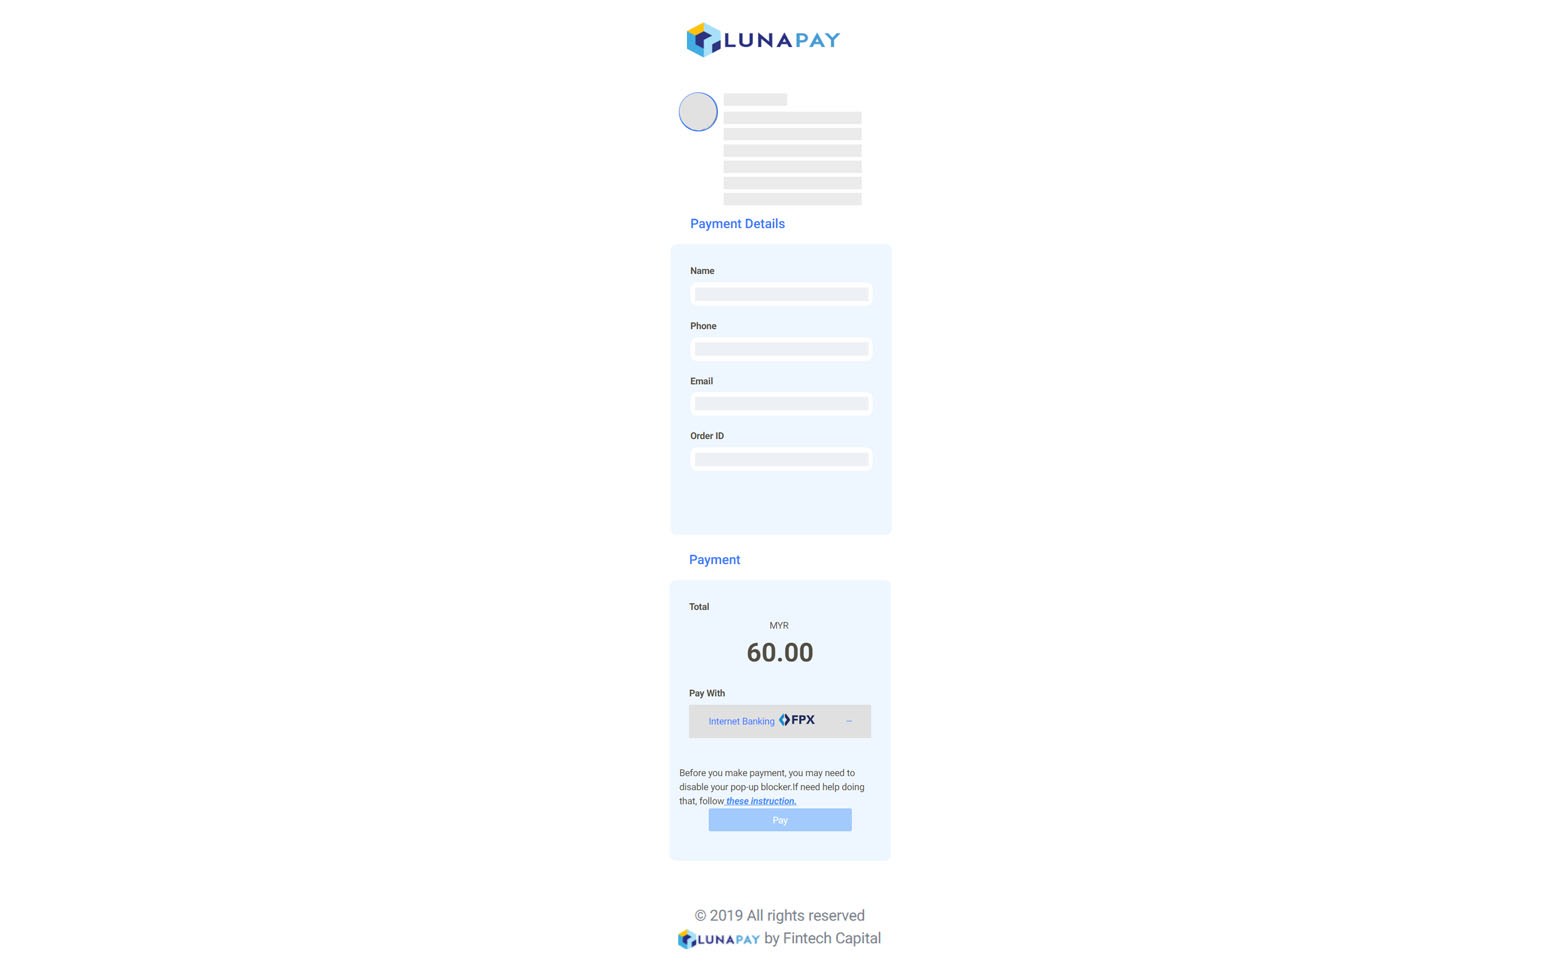 LUNAPAY
Payment Details
Name
Phone
Email
Order ID
Payment
Total
MYR
60.00
Pay With
Internet Banking FPX
Before you make payment, you may need to
disable your pop-up blocker.If need help doing
that, follow these instruction.
Pay
© 2019 All rights reserved
LUNAPAY by Fintech Capital